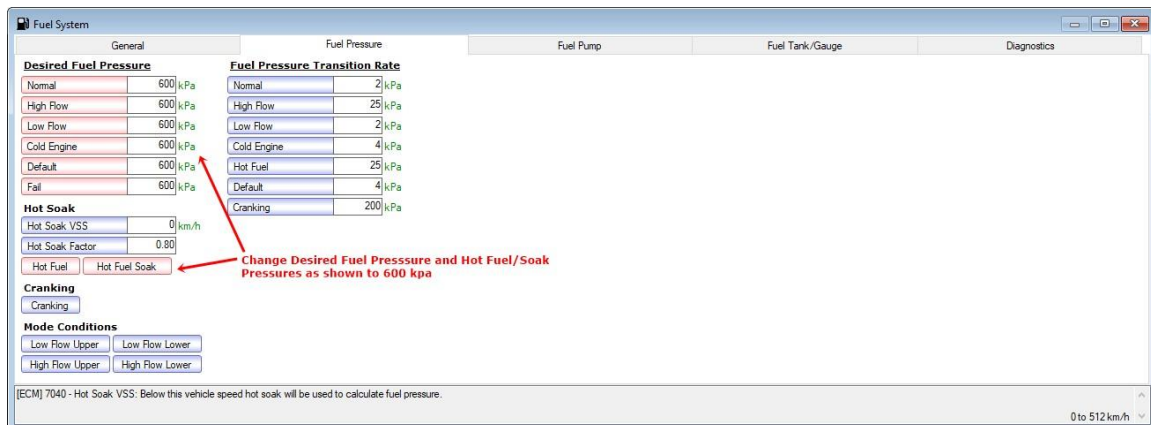 Fuel System
General Fuel Pressure Fuel Pump Fuel Tank/Gauge Diagnostics
Desired Fuel Pressure Fuel Pressure Transition Rate
Normal 600 kPa Normal 2 kPa
High Flow 600 kPa High Flow 25 kPa
Low Flow 600 kPa Low Flow 2 kPa
Cold Engine 600 kPa Cold Engine 4 kPa
Default 600 kPa Hot Fuel 25 kPa
Fail 600 kPa Default 4 kPa
Hot Soak Cranking 200 kPa
Hot Soak VSS 0 km/h
Hot Soak Factor 0.80
Hot Fuel Hot Fuel Soak
Change Desired Fuel Presssure and Hot Fuel/Soak
Pressures as shown to 600 kpa
Cranking
Cranking
Mode Conditions
Low Flow Upper Low Flow Lower
High Flow Upper High Flow Lower
[ECM] 7040 - Hot Soak VSS: Below this vehicle speed hot soak will be used to calculate fuel pressure.
0 to 512 km/h